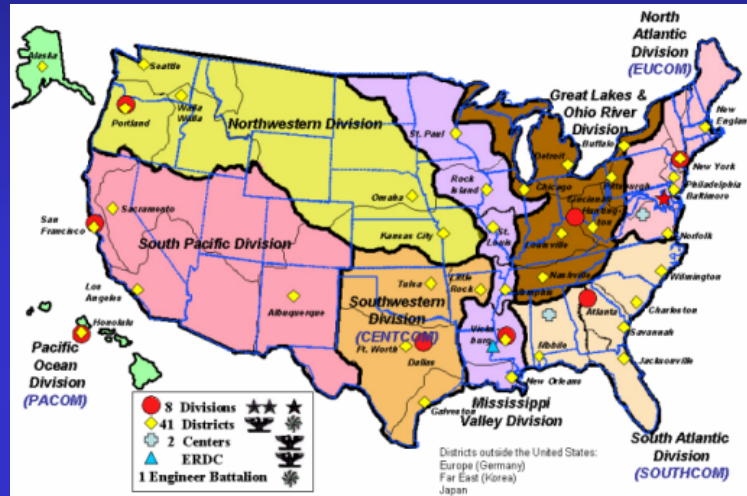 North
Atlantic
Division
(EUCOM)
Alaska
Seattle
Walla
Walla
Portland
Northwestern Division
Great Lakes &
Ohio River
Division
New
England
St. Paul
Buffalo
Detroit
New York
Rock
Island
Chicago
Pittsburgh
Philadelphia
Baltimore
Omaha
Cincinnati
Hunting-
ton
Sacramento
San
Francisco
South Pacific Division
Kansas City
St.
Louis
Louisville
Norfolk
Los
Angeles
Albuquerque
Tulsa
Little
Rock
Nashville
Memphis
Wilmington
Southwestern
Division
(CENTCOM)
Atlanta
Charleston
Honolulu
Vicks-
burg
Savannah
Pacific
Ocean
Division
(PACOM)
Ft. Worth
Dallas
Mobile
Jacksonville
New Orleans
Galveston
Mississippi
Valley Division
South Atlantic
Division
(SOUTHCOM)
8 Divisions
41 Districts
2 Centers
ERDC
1 Engineer Battalion
Districts outside the United States:
Europe (Germany)
Far East (Korea)
Japan